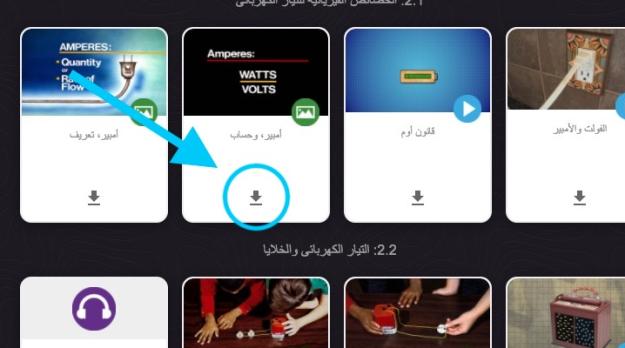 2.1: الخصائص الفيزيائية للتيار الكهربائي
AMPERES:
• Quantity
or
• Rate of
Flow
Amperes:
WATTS
VOLTS
أمبير، تعريف
أمبير، وحساب
قانون أوم
الفولت والأمبير
2.2: التيار الكهربائي والخلايا